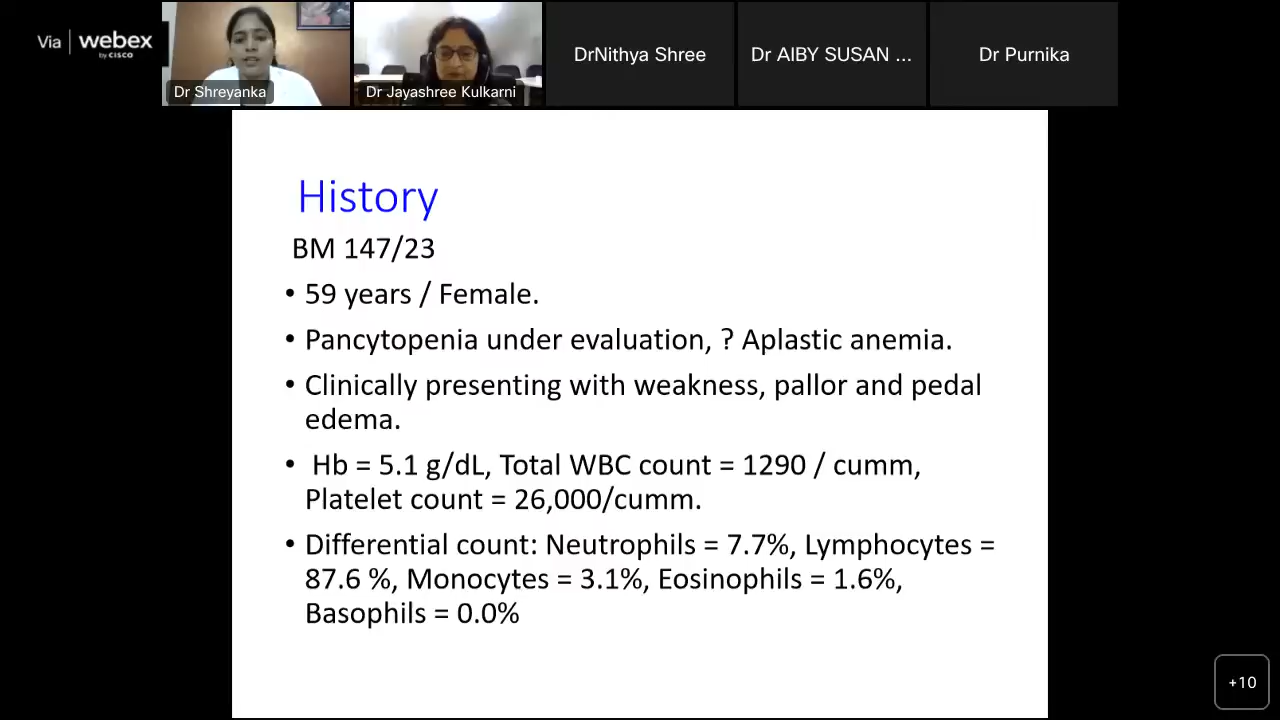 Via webex
by CISCO
Dr Shreyanka
Dr Jayashree Kulkarni
DrNithya Shree
Dr AIBY SUSAN ...
Dr Purnika
History
BM 147/23
• 59 years / Female.
• Pancytopenia under evaluation, ? Aplastic anemia.
• Clinically presenting with weakness, pallor and pedal
edema.
• Hb = 5.1 g/dL, Total WBC count = 1290 / cumm,
Platelet count = 26,000/cumm.
• Differential count: Neutrophils = 7.7%, Lymphocytes =
87.6 %, Monocytes = 3.1%, Eosinophils = 1.6%,
Basophils = 0.0%
+10